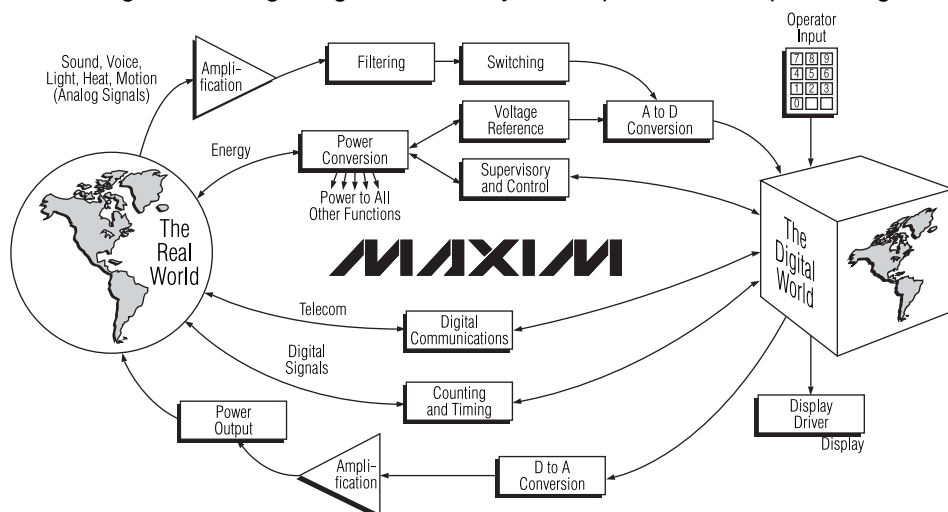 Operator
Input
7 8 9
4 5 6
1 2 3
0
Sound, Voice,
Light, Heat, Motion
(Analog Signals)
Ampli-
fication
Filtering
Switching
Voltage
Reference
A to D
Conversion
Energy
Power
Conversion
Supervisory
and Control
Power to All
Other Functions
The
Real
World
MAXIM
The
Digital
World
Telecom
Digital
Communications
Digital
Signals
Counting
and Timing
Power
Output
Display
Driver
Display
Ampli-
fication
D to A
Conversion